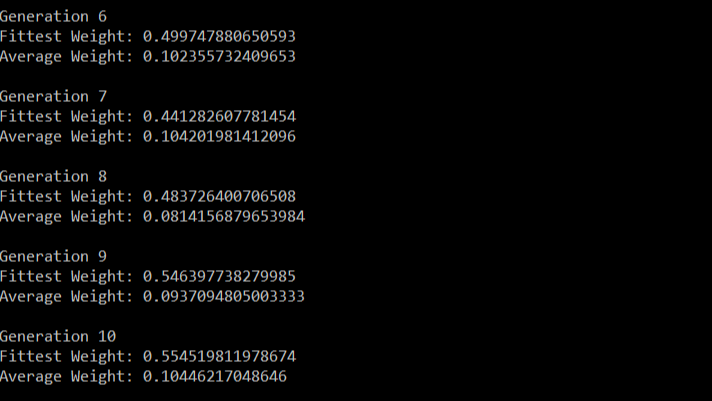 Generation 6
Fittest Weight: 0.499747880650593
Average Weight: 0.102355732409653
Generation 7
Fittest Weight: 0.441282607781454
Average Weight: 0.104201981412096
Generation 8
Fittest Weight: 0.483726400706508
Average Weight: 0.0814156879653984
Generation 9
Fittest Weight: 0.546397738279985
Average Weight: 0.0937094805003333
Generation 10
Fittest Weight: 0.554519811978674
Average Weight: 0.10446217048646